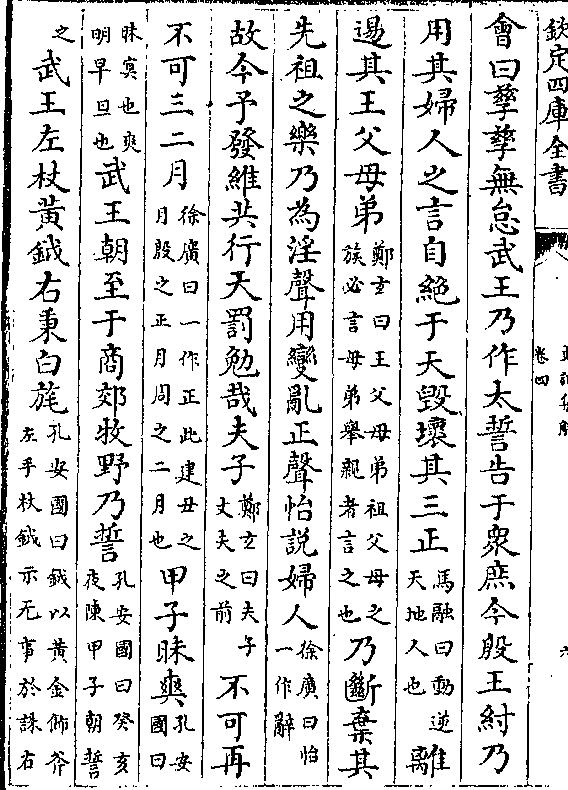 欽定四庫全書
卷四
六
會曰孳孳無怠武王乃作太誓告于衆庶今殷王紂乃
用其婦人之言自絶于天毁壊其三正馬融曰動逆天地人也離
逷其王父母弟鄭𤣥曰王父母弟祖父母之族必言母弟舉親者言之也乃斷棄其
先祖之樂乃為淫聲用變亂正聲怡説婦人徐廣曰怡一作辭
故今予發維共行天罰勉哉夫子鄭𤣥曰夫子丈夫之前不可再
不可三二月徐廣曰一作正此建丑之月殷之正月周之二月也甲子昧爽孔安國曰
昧㝠也爽明早旦也武王朝至于商郊牧野乃誓孔安國曰癸亥夜陳甲子朝誓
之武王左杖黄鉞右秉白旄孔安國曰鉞以黄金飾斧左手杖鉞示无事於誅右